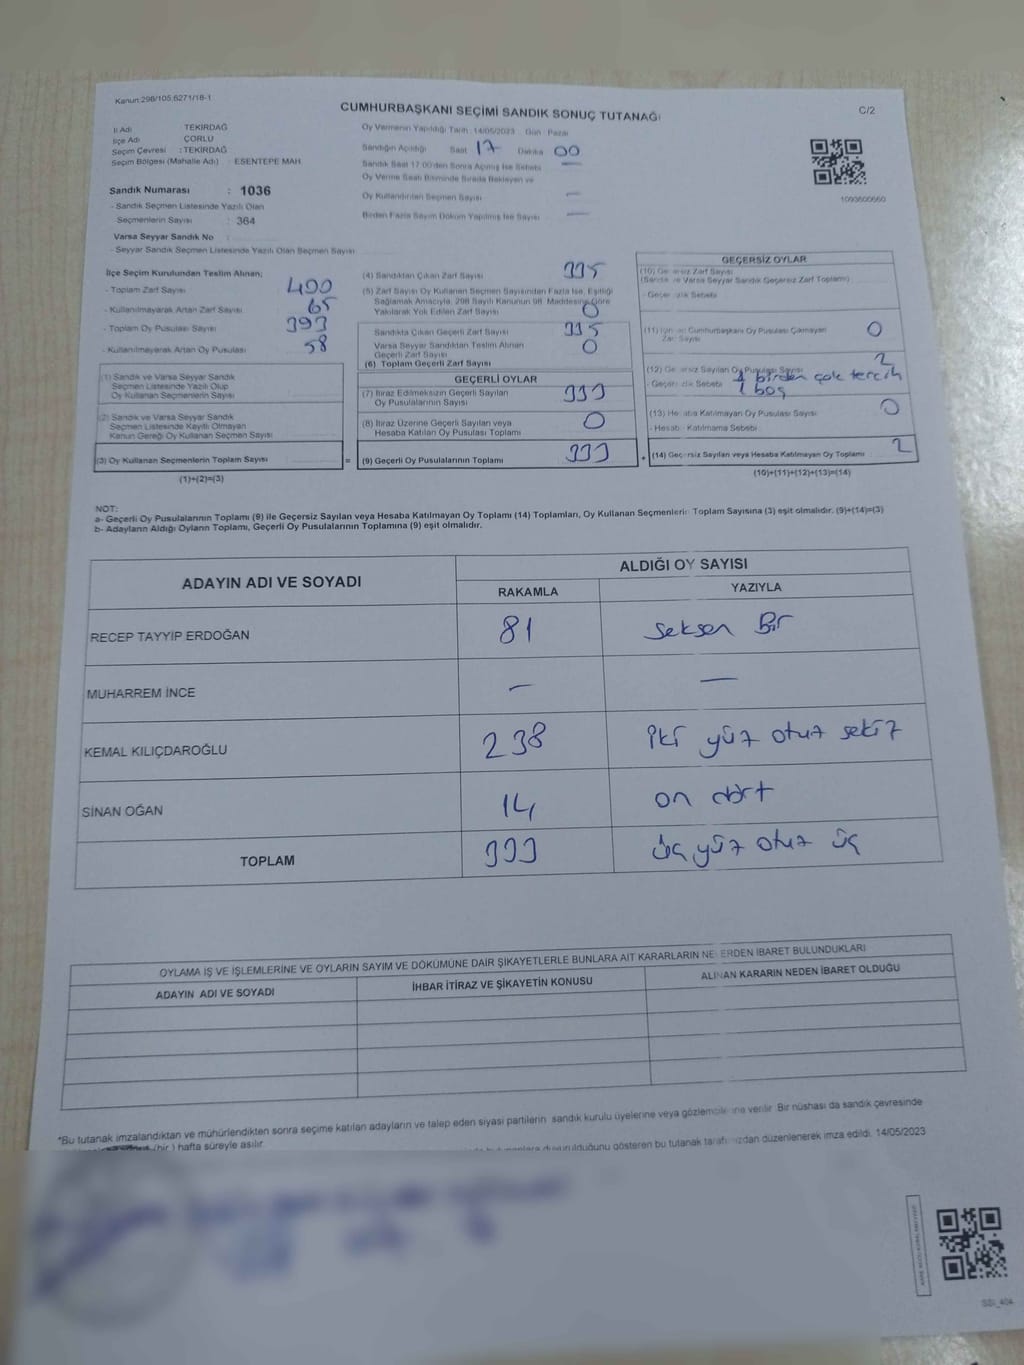 Kanun:298/105,6271/18-1
CUMHURBAŞKANI SEÇİMİ SANDIK SONUÇ TUTANAĞI
C/2
İl Adı TEKİRDAĞ
İlçe Adı ÇORLU
Seçim Çevresi : TEKİRDAĞ
Seçim Bölgesi (Mahalle Adı) : ESENTEPE MAH.
Oy Vermenin Yapıldığı Tarih : 14/05/2023 Gün : Pazar
Sandığın Açıldığı Saat 17 Dakika 00
Sandık Saat 17:00'den Sonra Açılmış İse Sebebi —
Oy Verme Saati Bitiminde Sırada Bekleyen ve
Oy Kullandırılan Seçmen Sayısı —
Birden Fazla Sayım Döküm Yapılmış İse Sayısı —
Sandık Numarası : 1036
- Sandık Seçmen Listesinde Yazılı Olan
Seçmenlerin Sayısı : 364
Varsa Seyyar Sandık No :
- Seyyar Sandık Seçmen Listesinde Yazılı Olan Seçmen Sayısı :
İlçe Seçim Kurulundan Teslim Alınan;
- Toplam Zarf Sayısı 400
- Kullanılmayarak Artan Zarf Sayısı 65
- Toplam Oy Pusulası Sayısı 393
- Kullanılmayarak Artan Oy Pusulası 58
(1) Sandık ve Varsa Seyyar Sandık
Seçmen Listesinde Yazılı Olup
Oy Kullanan Seçmenlerin Sayısı
(2) Sandık ve Varsa Seyyar Sandık
Seçmen Listesinde Kayıtlı Olmayan
Kanun Gereği Oy Kullanan Seçmen Sayısı
(3) Oy Kullanan Seçmenlerin Toplam Sayısı
(1)+(2)=(3)
=
(4) Sandıktan Çıkan Zarf Sayısı 335
(5) Zarf Sayısı Oy Kullanan Seçmen Sayısından Fazla İse, Eşitliği
Sağlamak Amacıyla, 298 Sayılı Kanunun 98. Maddesine Göre
Yakılarak Yok Edilen Zarf Sayısı 0
Sandıkta Çıkan Geçerli Zarf Sayısı 335
Varsa Seyyar Sandıktan Teslim Alınan
Geçerli Zarf Sayısı 0
(6) Toplam Geçerli Zarf Sayısı
GEÇERLİ OYLAR
(7) İtiraz Edilmeksizin Geçerli Sayılan
Oy Pusulalarının Sayısı 333
(8) İtiraz Üzerine Geçerli Sayılan veya
Hesaba Katılan Oy Pusulası Toplamı 0
(9) Geçerli Oy Pusulalarının Toplamı 333
+
GEÇERSİZ OYLAR
(10) Geçersiz Zarf Sayısı
(Sandık ve Varsa Seyyar Sandık Geçersiz Zarf Toplamı)
- Geçersizlik Sebebi
(11) Cumhurbaşkanı Oy Pusulası Çıkmayan
Zarf Sayısı 0
(12) Geçersiz Sayılan Oy Pusulası Sayısı 2
- Geçersizlik Sebebi 1 birden çok tercih
1 boş
(13) Hesaba Katılmayan Oy Pusulası Sayısı 0
- Hesaba Katılmama Sebebi
(14) Geçersiz Sayılan veya Hesaba Katılmayan Oy Toplamı 2
(10)+(11)+(12)+(13)=(14)
1093600660
NOT:
a- Geçerli Oy Pusulalarının Toplamı (9) ile Geçersiz Sayılan veya Hesaba Katılmayan Oy Toplamı (14) Toplamları, Oy Kullanan Seçmenlerin Toplam Sayısına (3) eşit olmalıdır. (9)+(14)=(3)
b- Adayların Aldığı Oyların Toplamı, Geçerli Oy Pusulalarının Toplamına (9) eşit olmalıdır.
ADAYIN ADI VE SOYADI
ALDIĞI OY SAYISI
RAKAMLA YAZIYLA
RECEP TAYYİP ERDOĞAN 81 Seksen Bir
MUHARREM İNCE — —
KEMAL KILIÇDAROĞLU 238 iki yüz otuz sekiz
SİNAN OĞAN 14 on dört
TOPLAM 333 üç yüz otuz üç
OYLAMA İŞ VE İŞLEMLERİNE VE OYLARIN SAYIM VE DÖKÜMÜNE DAİR ŞİKAYETLERLE BUNLARA AİT KARARLARIN NELERDEN İBARET BULUNDUKLARI
ADAYIN ADI VE SOYADI İHBAR İTİRAZ VE ŞİKAYETİN KONUSU ALINAN KARARIN NEDEN İBARET OLDUĞU
*Bu tutanak imzalandıktan ve mühürlendikten sonra seçime katılan adayların ve talep eden siyasi partilerin sandık kurulu üyelerine veya gözlemcilerine verilir. Bir nüshası da sandık çevresinde
(bir) hafta süreyle asılır.
duyurulduğunu gösteren bu tutanak tarafımızdan düzenlenerek imza edildi. 14/05/2023